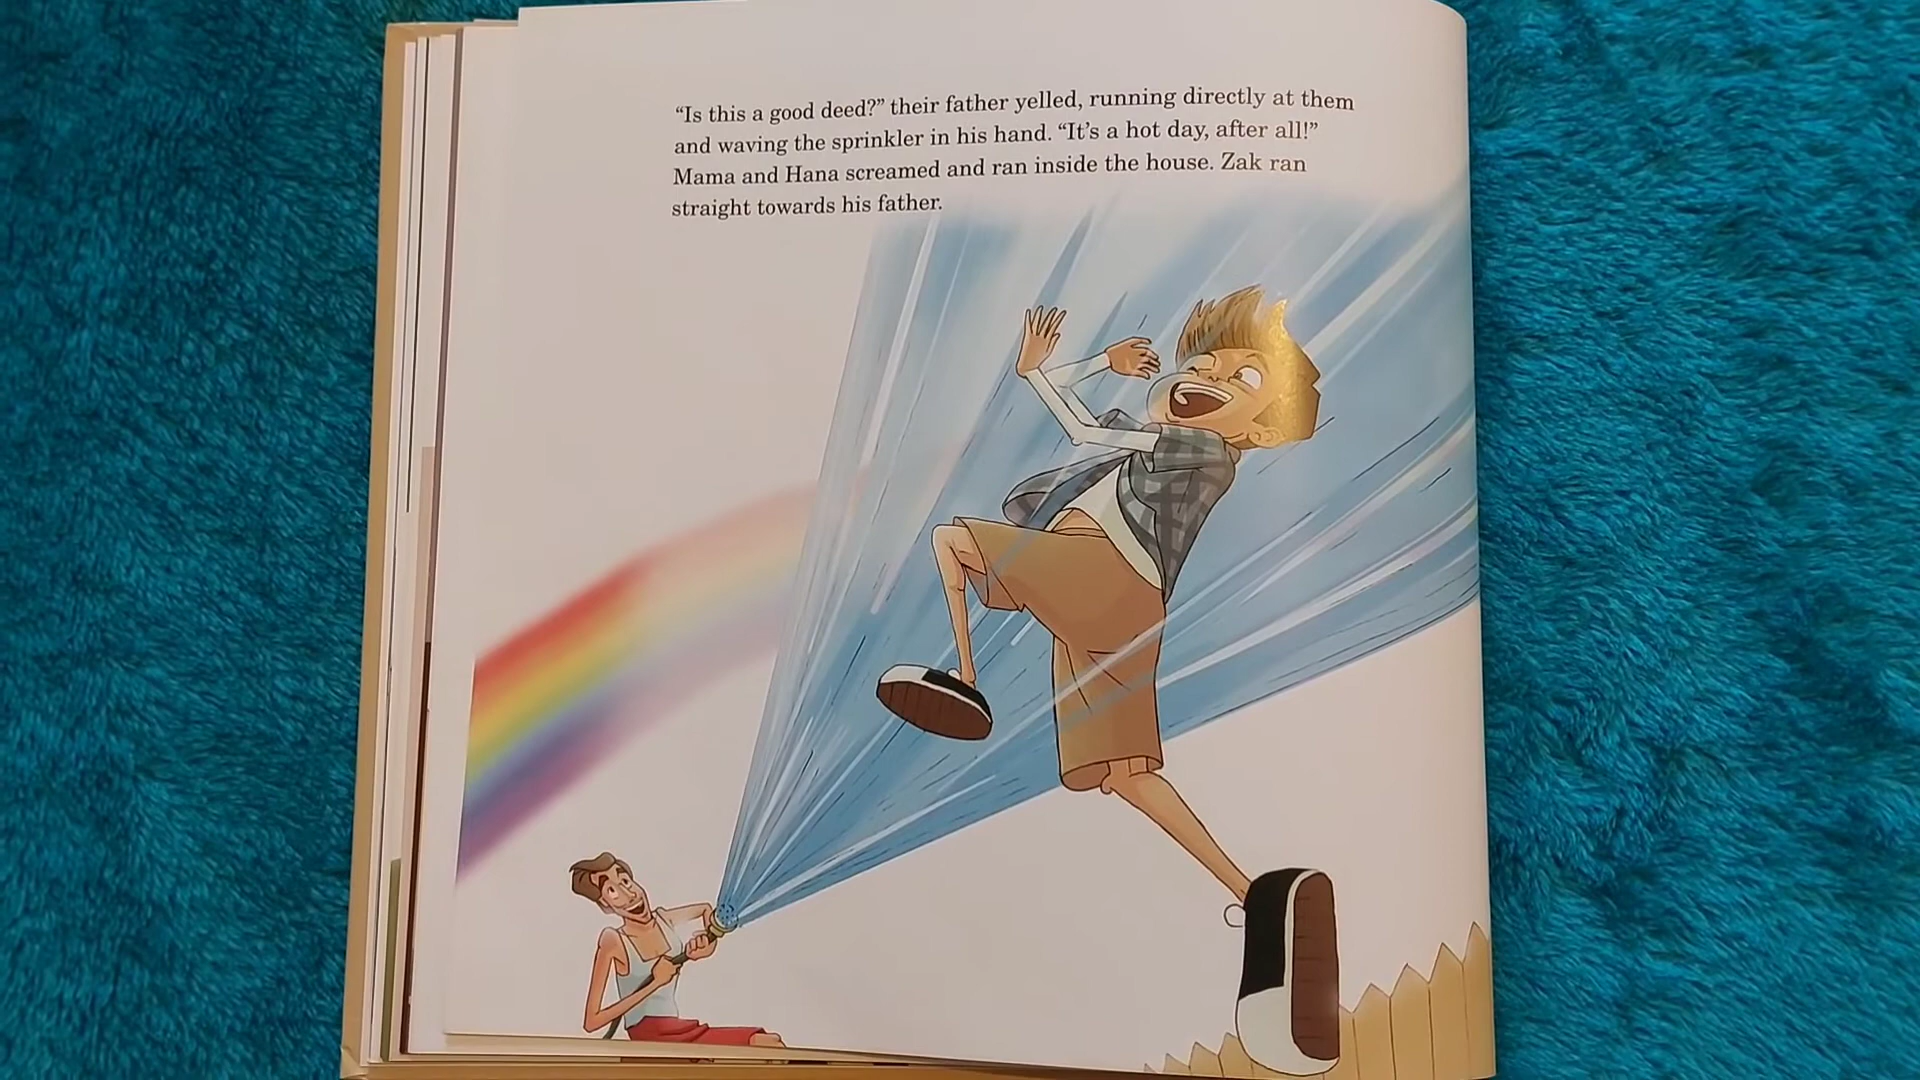 “Is this a good deed?” their father yelled, running directly at them
and waving the sprinkler in his hand. “It’s a hot day, after all!”
Mama and Hana screamed and ran inside the house. Zak ran
straight towards his father.